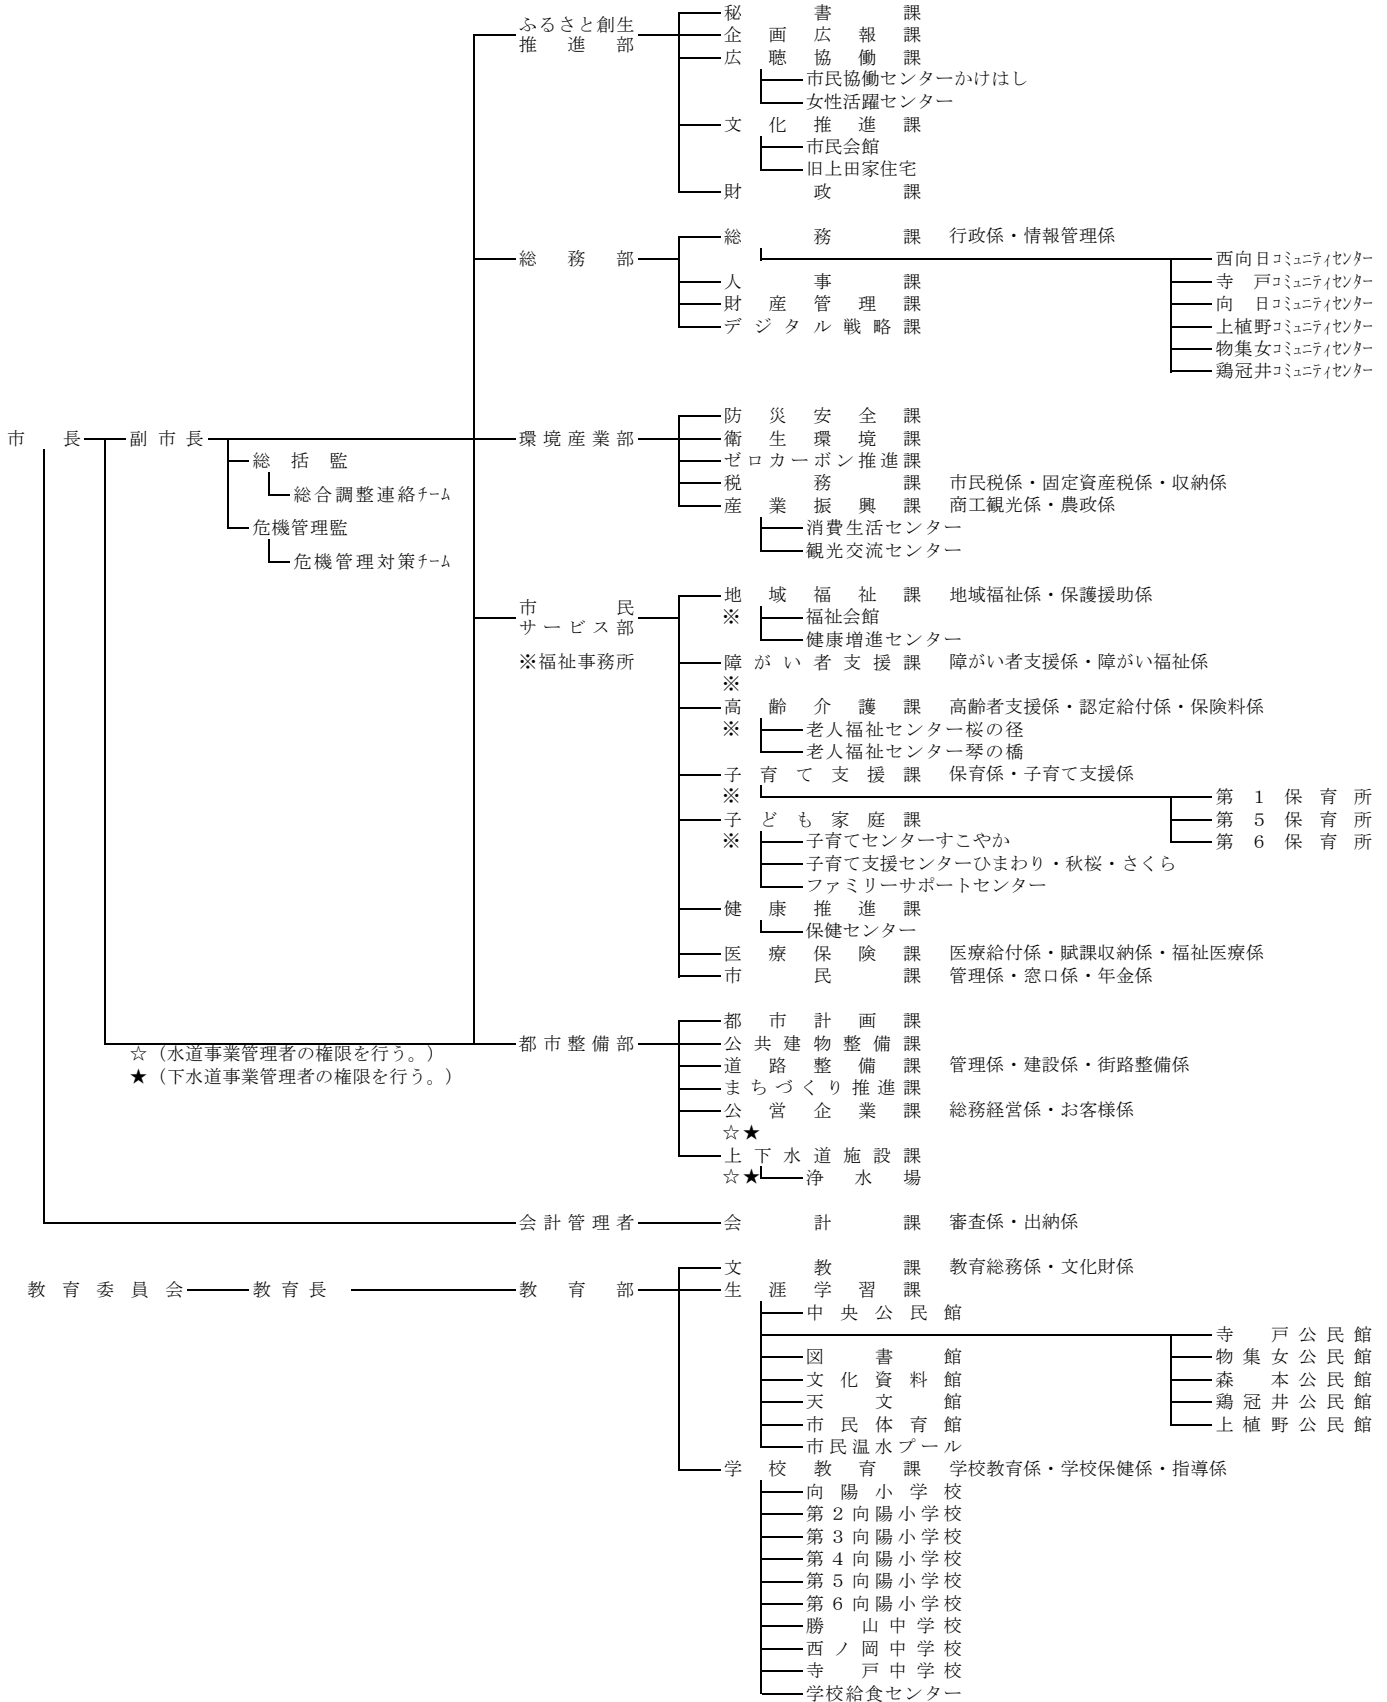 ふるさと創生
推進部
秘書課
企画広報課
広聴協働課
市民協働センターかけはし
女性活躍センター
文化推進課
市民会館
旧上田家住宅
財政課
総務部
総務課 行政係・情報管理係
西向日コミュニティセンター
寺戸コミュニティセンター
向日コミュニティセンター
上植野コミュニティセンター
物集女コミュニティセンター
鶏冠井コミュニティセンター
人事課
財産管理課
デジタル戦略課
市長
副市長
総括監
総合調整連絡チーム
危機管理監
危機管理対策チーム
環境産業部
防災安全課
衛生環境課
ゼロカーボン推進課
税務課 市民税係・固定資産税係・収納係
産業振興課 商工観光係・農政係
消費生活センター
観光交流センター
市民
サービス部
※福祉事務所
地域福祉課 地域福祉係・保護援助係
※ 福祉会館
健康増進センター
障がい者支援課 障がい者支援係・障がい福祉係
※
高齢介護課 高齢者支援係・認定給付係・保険料係
※ 老人福祉センター桜の径
老人福祉センター琴の橋
子育て支援課 保育係・子育て支援係
※ 第1保育所
第5保育所
第6保育所
子ども家庭課
※ 子育てセンターすこやか
子育て支援センターひまわり・秋桜・さくら
ファミリーサポートセンター
健康推進課
保健センター
医療保険課 医療給付係・賦課収納係・福祉医療係
市民課 管理係・窓口係・年金係
☆（水道事業管理者の権限を行う。）
★（下水道事業管理者の権限を行う。）
都市整備部
都市計画課
公共建物整備課
道路整備課 管理係・建設係・街路整備係
まちづくり推進課
公営企業課 総務経営係・お客様係
☆★
上下水道施設課
☆★ 浄水場
会計管理者
会計課 審査係・出納係
教育委員会
教育長
教育部
文教課 教育総務係・文化財係
生涯学習課
中央公民館
寺戸公民館
物集女公民館
森本公民館
鶏冠井公民館
上植野公民館
図書館
文化資料館
天文館
市民体育館
市民温水プール
学校教育課 学校教育係・学校保健係・指導係
向陽小学校
第2向陽小学校
第3向陽小学校
第4向陽小学校
第5向陽小学校
第6向陽小学校
勝山中学校
西ノ岡中学校
寺戸中学校
学校給食センター